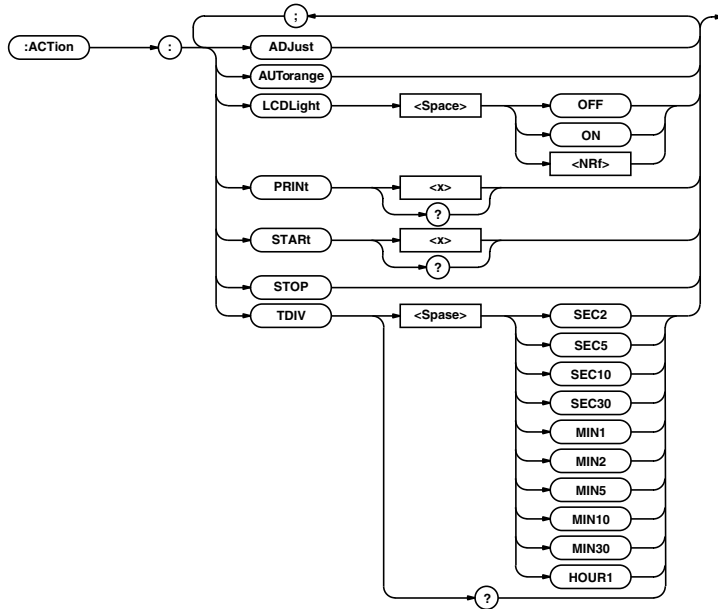 ;
:ACTion : ADJust
AUTorange
LCDLight <Space> OFF
ON
<NRf>
PRINt <x>
?
STARt <x>
?
STOP
TDIV <Spase> SEC2
SEC5
SEC10
SEC30
MIN1
MIN2
MIN5
MIN10
MIN30
HOUR1
?